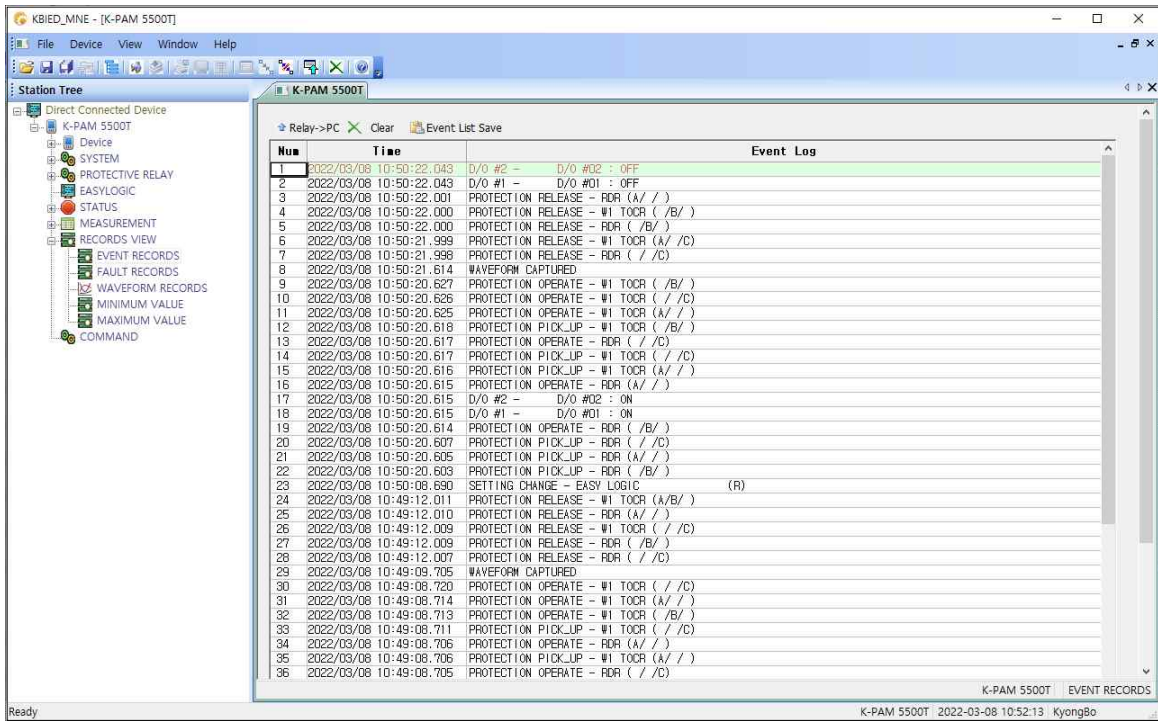 KBIED_MNE - [K-PAM 5500T]
File Device View Window Help
Station Tree
K-PAM 5500T
Direct Connected Device
K-PAM 5500T
Device
SYSTEM
PROTECTIVE RELAY
EASYLOGIC
STATUS
MEASUREMENT
RECORDS VIEW
EVENT RECORDS
FAULT RECORDS
WAVEFORM RECORDS
MINIMUM VALUE
MAXIMUM VALUE
COMMAND
Relay->PC Clear Event List Save
Num Time Event Log
1 2022/03/08 10:50:22.043 D/O #2 - D/O #02 : OFF
2 2022/03/08 10:50:22.043 D/O #1 - D/O #01 : OFF
3 2022/03/08 10:50:22.001 PROTECTION RELEASE - RDR (A/ / )
4 2022/03/08 10:50:22.000 PROTECTION RELEASE - W1 TOCR ( /B/ )
5 2022/03/08 10:50:22.000 PROTECTION RELEASE - RDR ( /B/ )
6 2022/03/08 10:50:21.999 PROTECTION RELEASE - W1 TOCR (A/ /C)
7 2022/03/08 10:50:21.998 PROTECTION RELEASE - RDR ( / /C)
8 2022/03/08 10:50:21.614 WAVEFORM CAPTURED
9 2022/03/08 10:50:20.627 PROTECTION OPERATE - W1 TOCR ( /B/ )
10 2022/03/08 10:50:20.626 PROTECTION OPERATE - W1 TOCR ( / /C)
11 2022/03/08 10:50:20.625 PROTECTION OPERATE - W1 TOCR (A/ / )
12 2022/03/08 10:50:20.618 PROTECTION PICK_UP - W1 TOCR ( /B/ )
13 2022/03/08 10:50:20.617 PROTECTION OPERATE - RDR ( / /C)
14 2022/03/08 10:50:20.617 PROTECTION PICK_UP - W1 TOCR ( / /C)
15 2022/03/08 10:50:20.616 PROTECTION PICK_UP - W1 TOCR (A/ / )
16 2022/03/08 10:50:20.615 PROTECTION OPERATE - RDR (A/ / )
17 2022/03/08 10:50:20.615 D/O #2 - D/O #02 : ON
18 2022/03/08 10:50:20.615 D/O #1 - D/O #01 : ON
19 2022/03/08 10:50:20.614 PROTECTION OPERATE - RDR ( /B/ )
20 2022/03/08 10:50:20.607 PROTECTION PICK_UP - RDR ( / /C)
21 2022/03/08 10:50:20.605 PROTECTION PICK_UP - RDR (A/ / )
22 2022/03/08 10:50:20.603 PROTECTION PICK_UP - RDR ( /B/ )
23 2022/03/08 10:50:08.690 SETTING CHANGE - EASY LOGIC (R)
24 2022/03/08 10:49:12.011 PROTECTION RELEASE - W1 TOCR (A/B/ )
25 2022/03/08 10:49:12.010 PROTECTION RELEASE - RDR (A/ / )
26 2022/03/08 10:49:12.009 PROTECTION RELEASE - W1 TOCR ( / /C)
27 2022/03/08 10:49:12.009 PROTECTION RELEASE - RDR ( /B/ )
28 2022/03/08 10:49:12.007 PROTECTION RELEASE - RDR ( / /C)
29 2022/03/08 10:49:09.705 WAVEFORM CAPTURED
30 2022/03/08 10:49:08.720 PROTECTION OPERATE - W1 TOCR ( / /C)
31 2022/03/08 10:49:08.714 PROTECTION OPERATE - W1 TOCR (A/ / )
32 2022/03/08 10:49:08.713 PROTECTION OPERATE - W1 TOCR ( /B/ )
33 2022/03/08 10:49:08.711 PROTECTION PICK_UP - W1 TOCR ( / /C)
34 2022/03/08 10:49:08.706 PROTECTION OPERATE - RDR (A/ / )
35 2022/03/08 10:49:08.706 PROTECTION PICK_UP - W1 TOCR (A/ / )
36 2022/03/08 10:49:08.705 PROTECTION OPERATE - RDR ( / /C)
K-PAM 5500T EVENT RECORDS
Ready K-PAM 5500T 2022-03-08 10:52:13 KyongBo